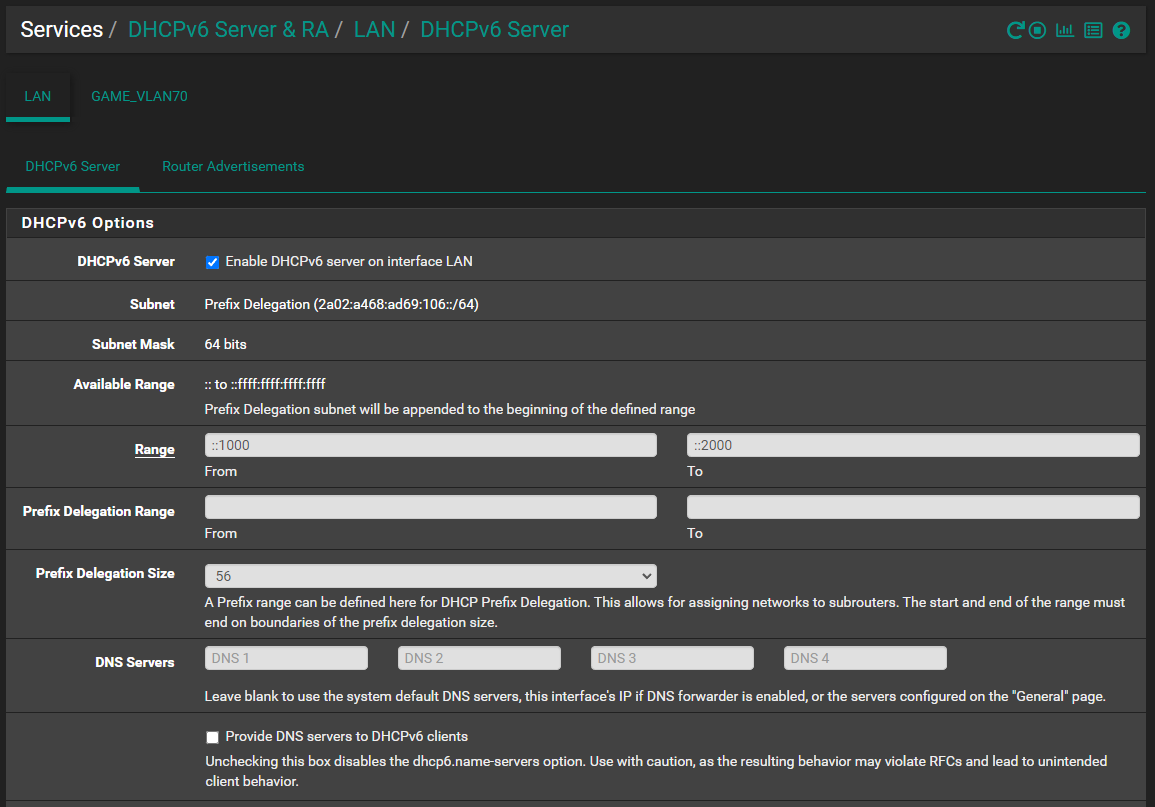 Services / DHCPv6 Server & RA / LAN / DHCPv6 Server
LAN GAME_VLAN70
DHCPv6 Server Router Advertisements
DHCPv6 Options
DHCPv6 Server Enable DHCPv6 server on interface LAN
Subnet Prefix Delegation (2a02:a468:ad69:106::/64)
Subnet Mask 64 bits
Available Range :: to ::ffff:ffff:ffff:ffff
Prefix Delegation subnet will be appended to the beginning of the defined range
Range ::1000 ::2000
From To
Prefix Delegation Range
From To
Prefix Delegation Size 56
A Prefix range can be defined here for DHCP Prefix Delegation. This allows for assigning networks to subrouters. The start and end of the range must
end on boundaries of the prefix delegation size.
DNS Servers DNS 1 DNS 2 DNS 3 DNS 4
Leave blank to use the system default DNS servers, this interface's IP if DNS forwarder is enabled, or the servers configured on the "General" page.
Provide DNS servers to DHCPv6 clients
Unchecking this box disables the dhcp6.name-servers option. Use with caution, as the resulting behavior may violate RFCs and lead to unintended
client behavior.